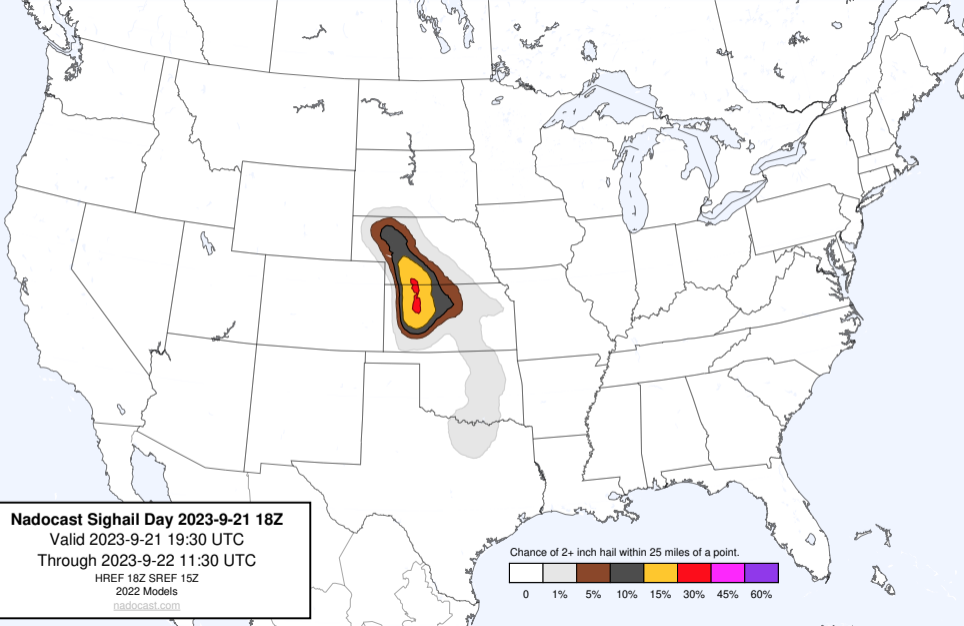 Nadocast Sighail Day 2023-9-21 18Z
Valid 2023-9-21 19:30 UTC
Through 2023-9-22 11:30 UTC
HREF 18Z SREF 15Z
2022 Models
nadocast.com
Chance of 2+ inch hail within 25 miles of a point.
0 1% 5% 10% 15% 30% 45% 60%